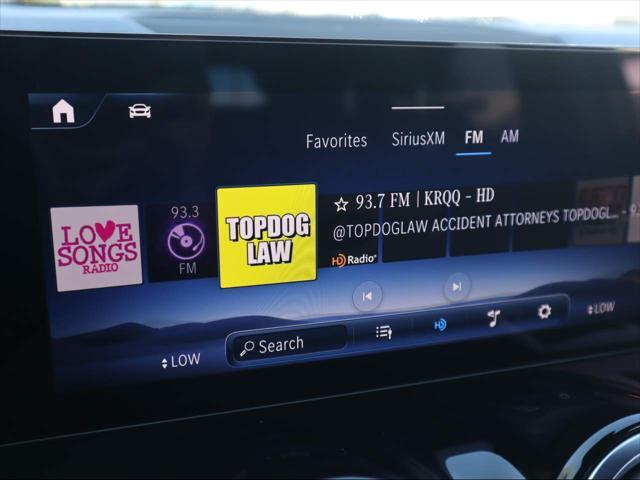 Favorites SiriusXM FM AM
LOVE
SONGS
RADIO
93.3
FM
TOPDOG
LAW
93.7 FM | KRQQ - HD
@TOPDOGLAW ACCIDENT ATTORNEYS TOPDOGL... - 9
HD Radio
LOW
Search
LOW